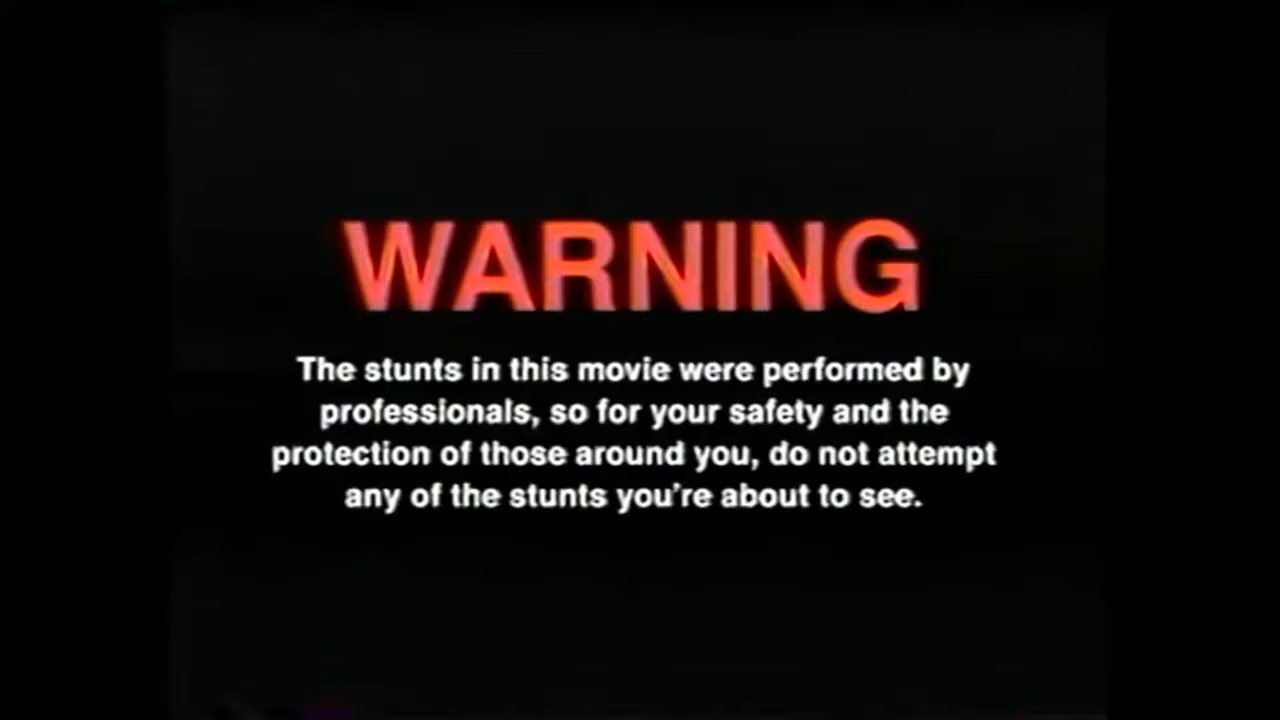 WARNING
The stunts in this movie were performed by
professionals, so for your safety and the
protection of those around you, do not attempt
any of the stunts you're about to see.